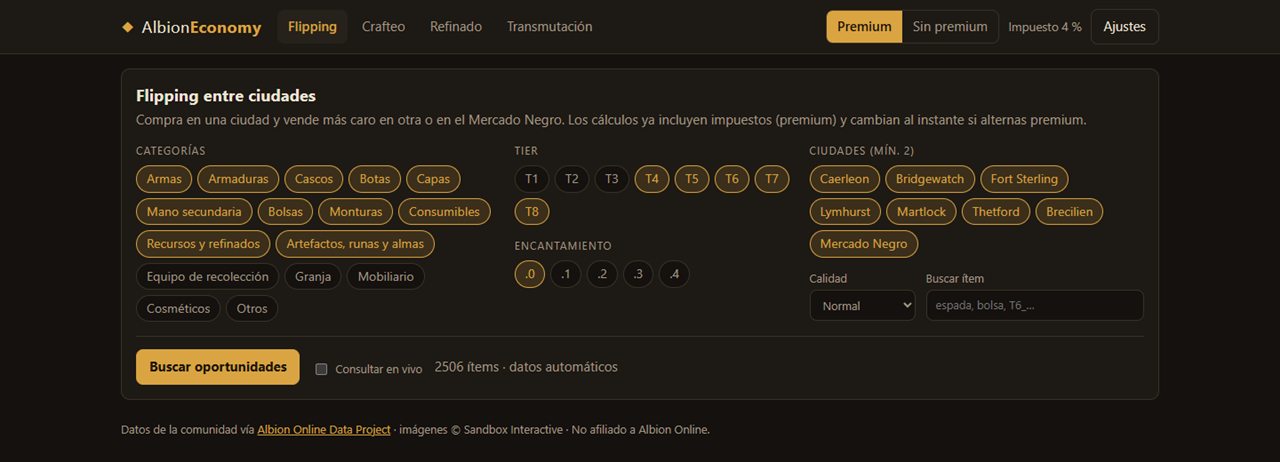 AlbionEconomy Flipping Crafteo Refinado Transmutación Premium Sin premium Impuesto 4 % Ajustes
Flipping entre ciudades
Compra en una ciudad y vende más caro en otra o en el Mercado Negro. Los cálculos ya incluyen impuestos (premium) y cambian al instante si alternas premium.
CATEGORÍAS
Armas Armaduras Cascos Botas Capas
Mano secundaria Bolsas Monturas Consumibles
Recursos y refinados Artefactos, runas y almas
Equipo de recolección Granja Mobiliario
Cosméticos Otros
TIER
T1 T2 T3 T4 T5 T6 T7
T8
ENCANTAMIENTO
.0 .1 .2 .3 .4
CIUDADES (MÍN. 2)
Caerleon Bridgewatch Fort Sterling
Lymhurst Martlock Thetford Brecilien
Mercado Negro
Calidad Buscar ítem
Normal espada, bolsa, T6_...
Buscar oportunidades Consultar en vivo 2506 ítems · datos automáticos
Datos de la comunidad vía Albion Online Data Project · imágenes © Sandbox Interactive · No afiliado a Albion Online.